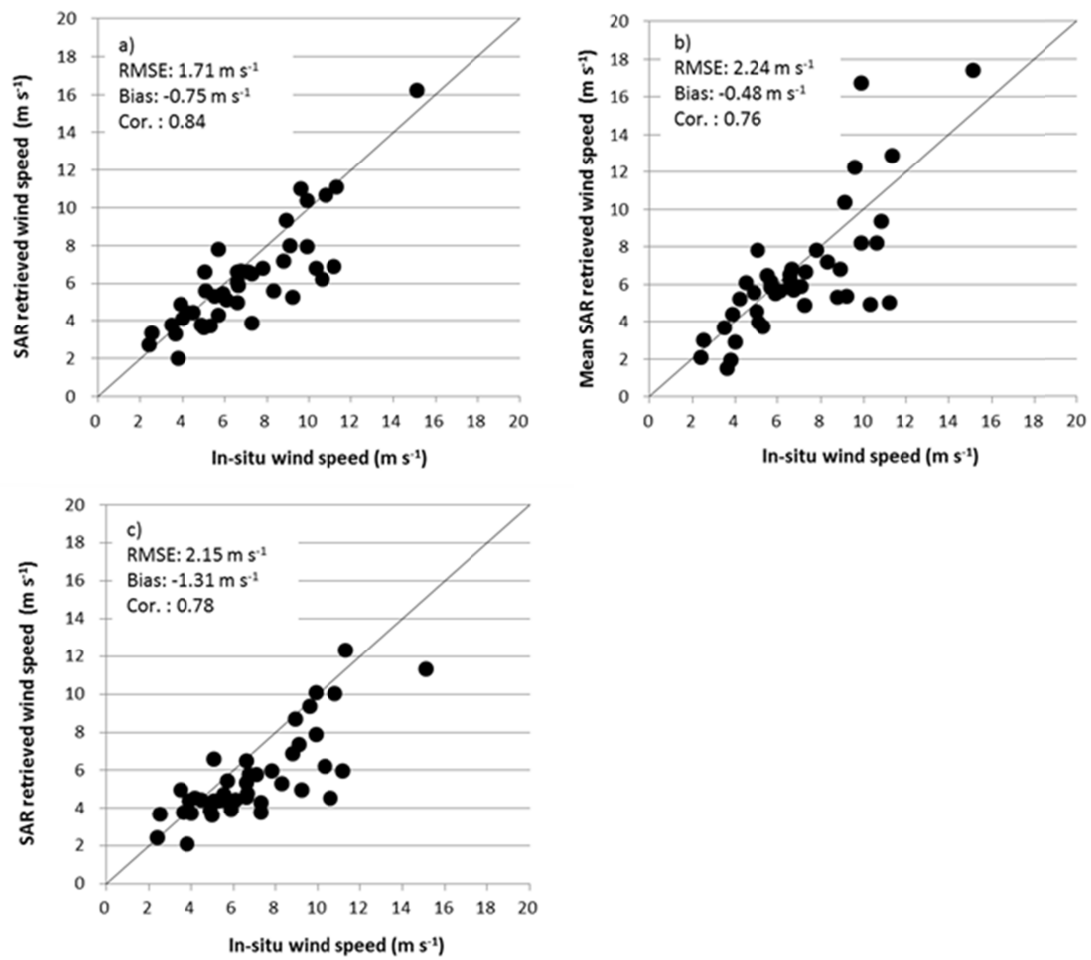 a)
RMSE: 1.71 m s⁻¹
Bias: -0.75 m s⁻¹
Cor. : 0.84
SAR retrieved wind speed (m s⁻¹)
20
18
16
14
12
10
8
6
4
2
0
0 2 4 6 8 10 12 14 16 18 20
In-situ wind speed (m s⁻¹)
b)
RMSE: 2.24 m s⁻¹
Bias: -0.48 m s⁻¹
Cor. : 0.76
Mean SAR retrieved wind speed (m s⁻¹)
20
18
16
14
12
10
8
6
4
2
0
0 2 4 6 8 10 12 14 16 18 20
In-situ wind speed (m s⁻¹)
c)
RMSE: 2.15 m s⁻¹
Bias: -1.31 m s⁻¹
Cor. : 0.78
SAR retrieved wind speed (m s⁻¹)
20
18
16
14
12
10
8
6
4
2
0
0 2 4 6 8 10 12 14 16 18 20
In-situ wind speed (m s⁻¹)